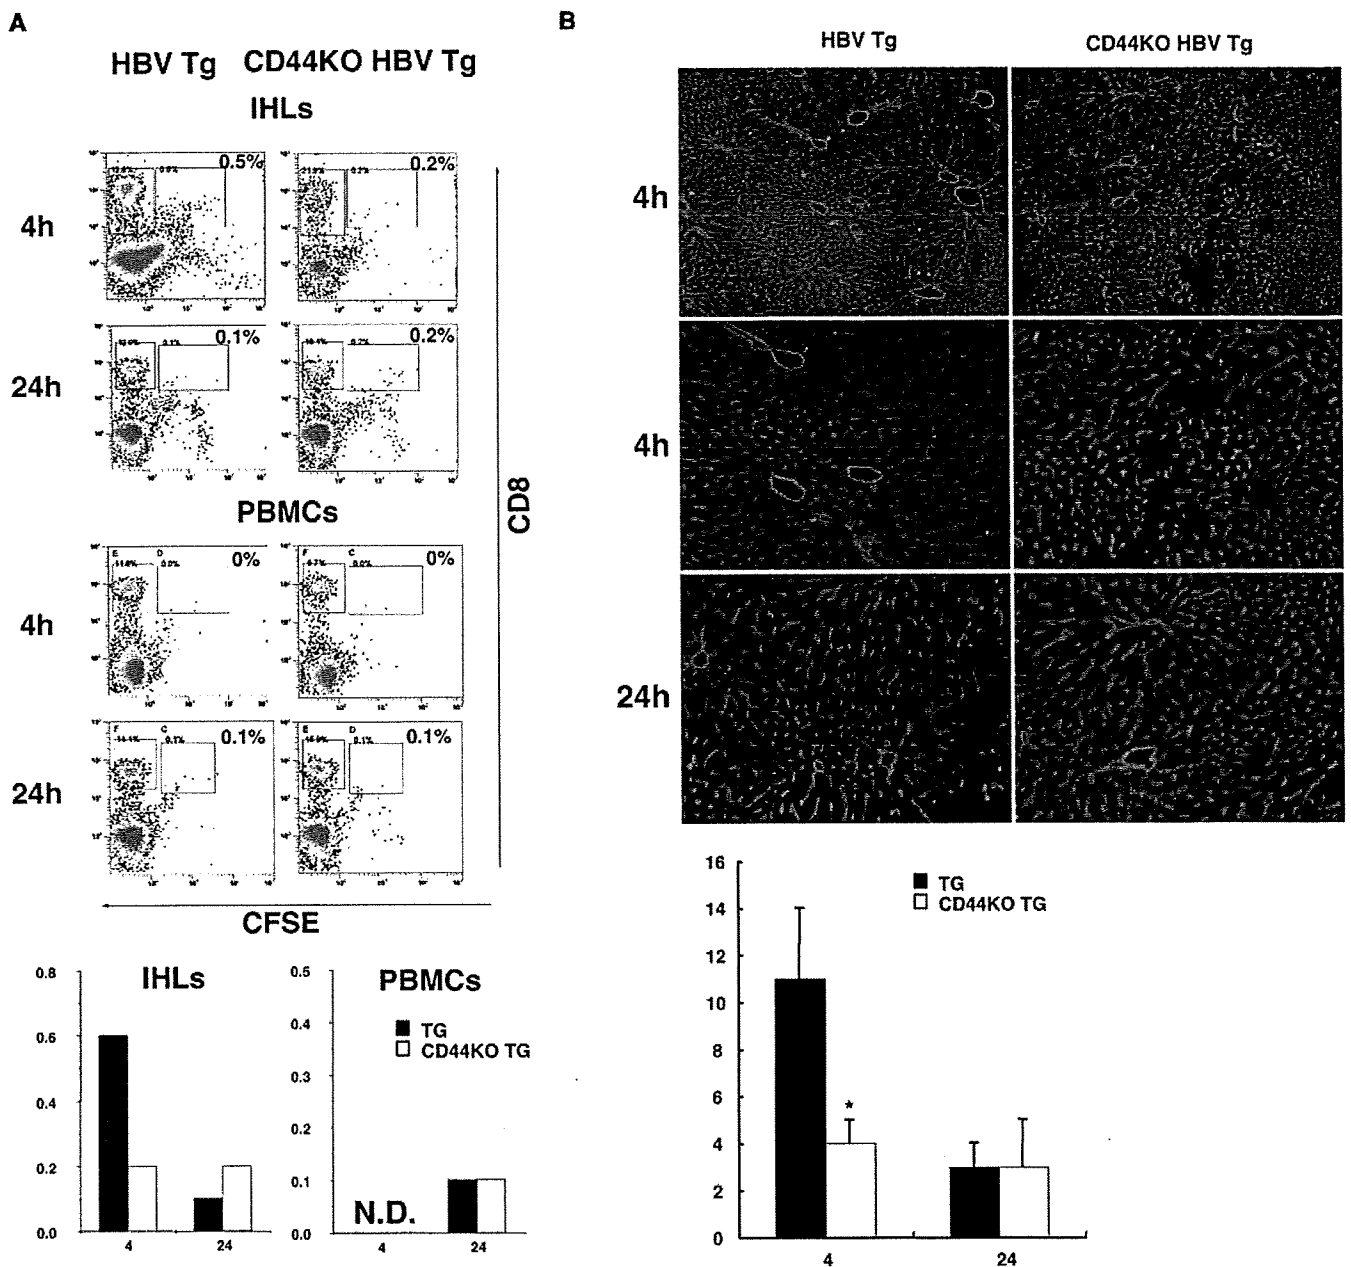 A
HBV Tg CD44KO HBV Tg
IHLs
4h
0.5%
0.2%
24h
0.1%
0.2%
PBMCs
4h
0%
0%
24h
0.1%
0.1%
CD8
CFSE
IHLs
0.8
0.6
0.4
0.2
0.0
4 24
PBMCs
TG
CD44KO TG
0.5
0.4
0.3
0.2
0.1
0.0
N.D.
4 24
B
HBV Tg CD44KO HBV Tg
4h
4h
24h
16
14
12
10
8
6
4
2
0
TG
CD44KO TG
*
4 24